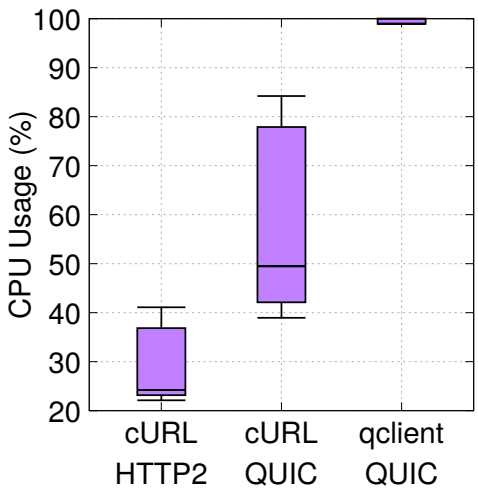 CPU Usage (%)
100
90
80
70
60
50
40
30
20
cURL HTTP2
cURL QUIC
qclient QUIC